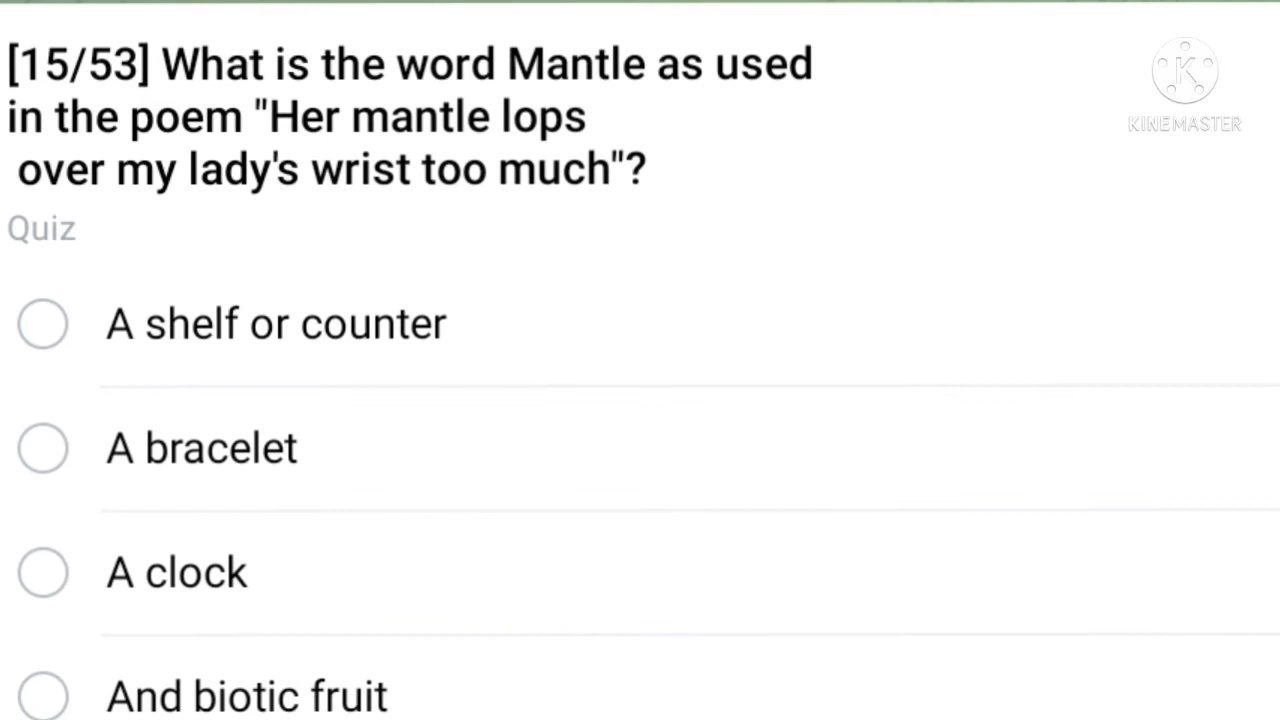 [15/53] What is the word Mantle as used
in the poem "Her mantle lops
over my lady's wrist too much"?
Quiz
A shelf or counter
A bracelet
A clock
And biotic fruit
K
KINEMASTER